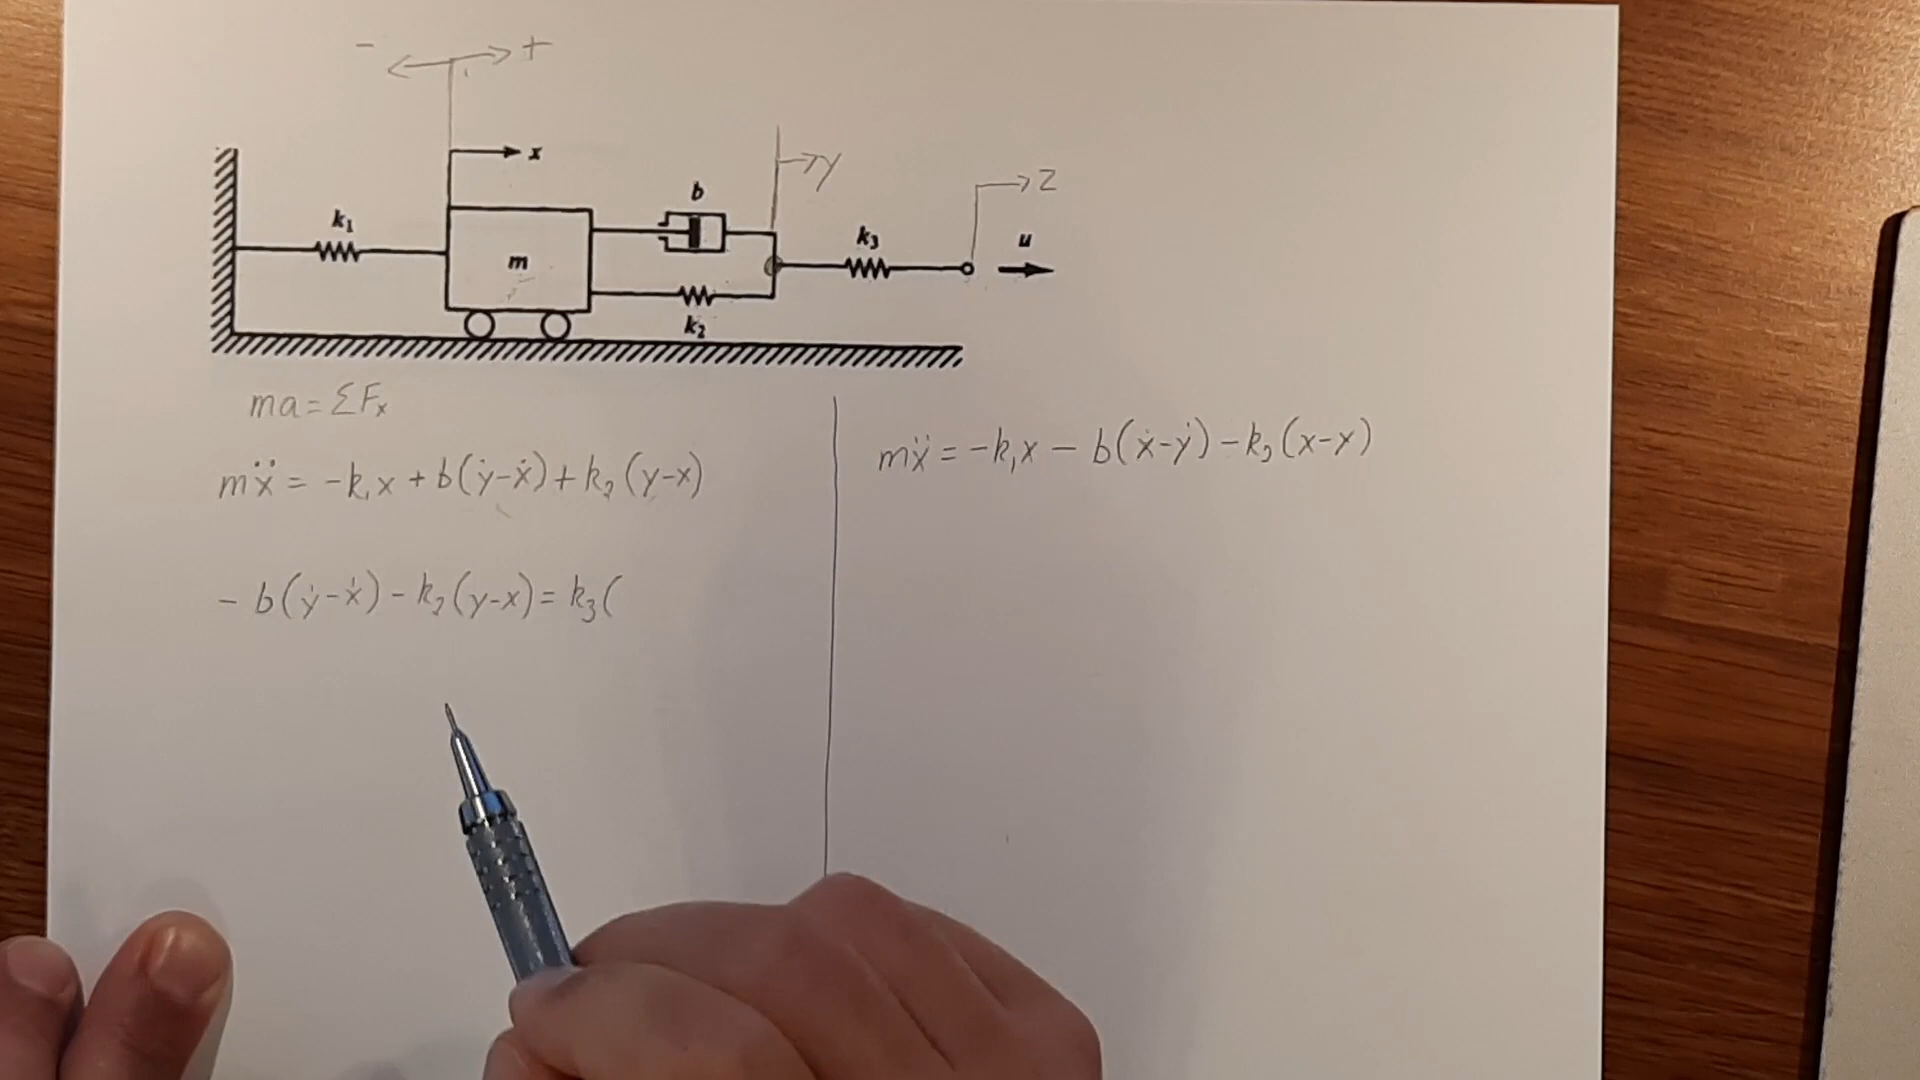 - +
x
y
z
b
k₁
k₃
u
m
k₂
ma = ΣFₓ
mẍ = -k₁x + b(ẏ-ẋ) + k₂(y-x)
- b(ẏ-ẋ) - k₂(y-x) = k₃(
mẍ = -k₁x - b(ẋ-ẏ) - k₂(x-y)